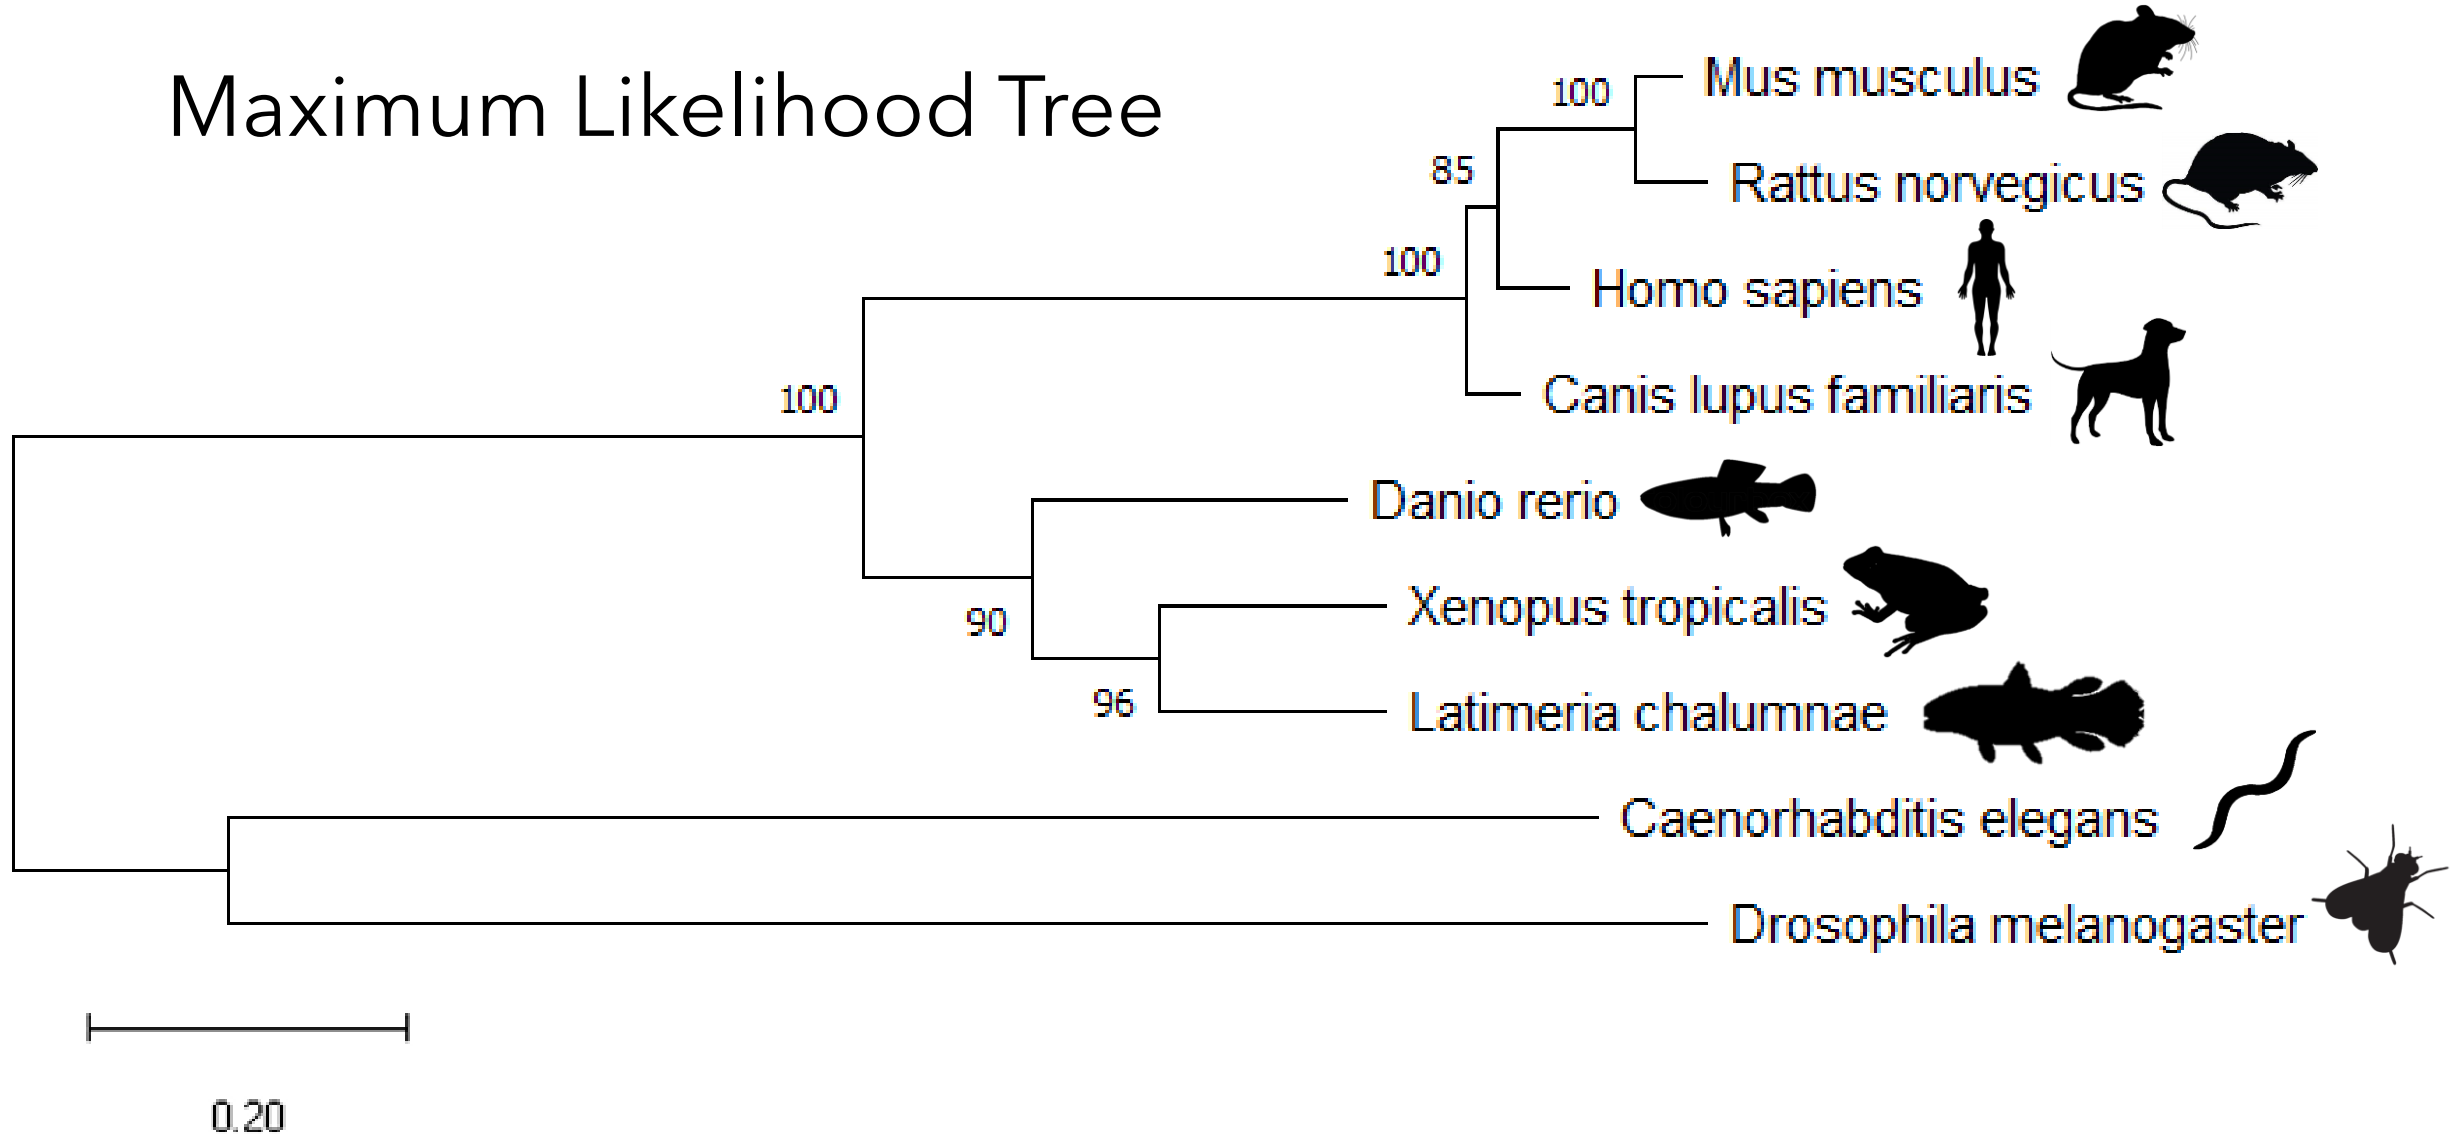 Maximum Likelihood Tree
100
Mus musculus
85
Rattus norvegicus
100
Homo sapiens
100
Canis lupus familiaris
Danio rerio
90
Xenopus tropicalis
96
Latimeria chalumnae
Caenorhabditis elegans
Drosophila melanogaster
0.20